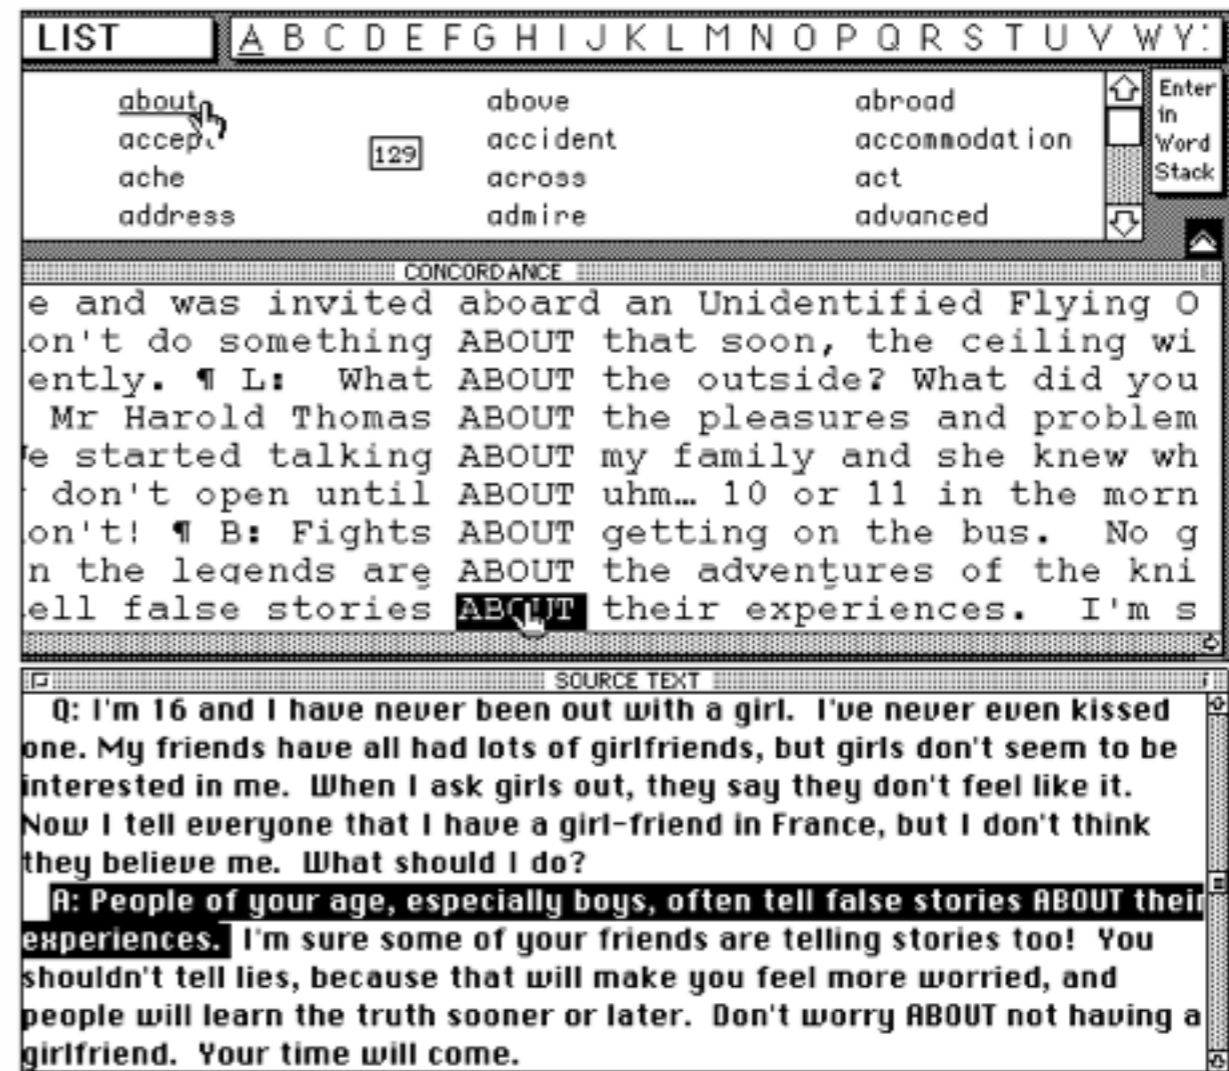 LIST
A B C D E F G H I J K L M N O P Q R S T U V W Y
about above abroad
accept accident accommodation
129
ache across act
address admire advanced
Enter
in
Word
Stack
CONCORDANCE
e and was invited aboard an Unidentified Flying O
on't do something ABOUT that soon, the ceiling wi
ently. ¶ L: What ABOUT the outside? What did you
Mr Harold Thomas ABOUT the pleasures and problem
e started talking ABOUT my family and she knew wh
don't open until ABOUT uhm… 10 or 11 in the morn
on't! ¶ B: Fights ABOUT getting on the bus. No g
n the legends are ABOUT the adventures of the kni
ell false stories ABOUT their experiences. I'm s
SOURCE TEXT
Q: I'm 16 and I have never been out with a girl. I've never even kissed
one. My friends have all had lots of girlfriends, but girls don't seem to be
interested in me. When I ask girls out, they say they don't feel like it.
Now I tell everyone that I have a girl-friend in France, but I don't think
they believe me. What should I do?
A: People of your age, especially boys, often tell false stories ABOUT their
experiences. I'm sure some of your friends are telling stories too! You
shouldn't tell lies, because that will make you feel more worried, and
people will learn the truth sooner or later. Don't worry ABOUT not having a
girlfriend. Your time will come.